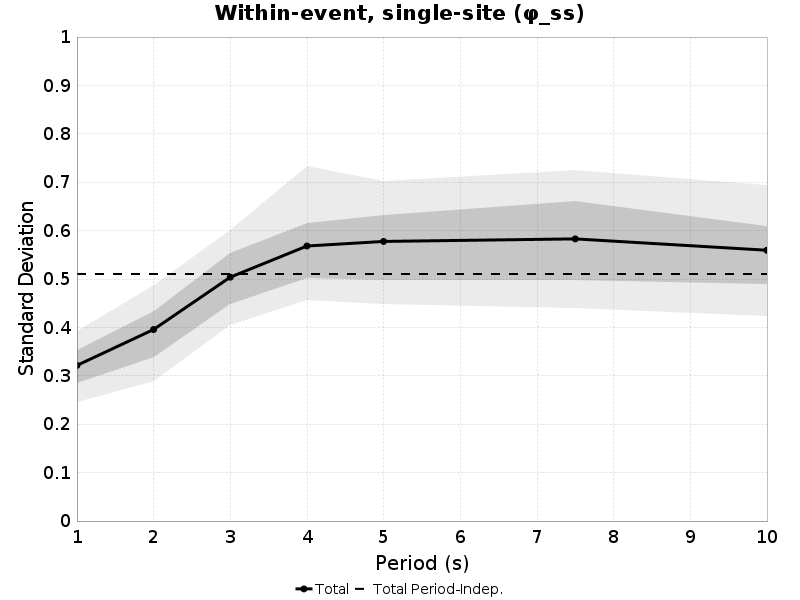 Within-event, single-site (φ_ss)
1
0.9
0.8
0.7
0.6
0.5
0.4
0.3
0.2
0.1
0
Standard Deviation
1 2 3 4 5 6 7 8 9 10
Period (s)
Total Total Period-Indep.